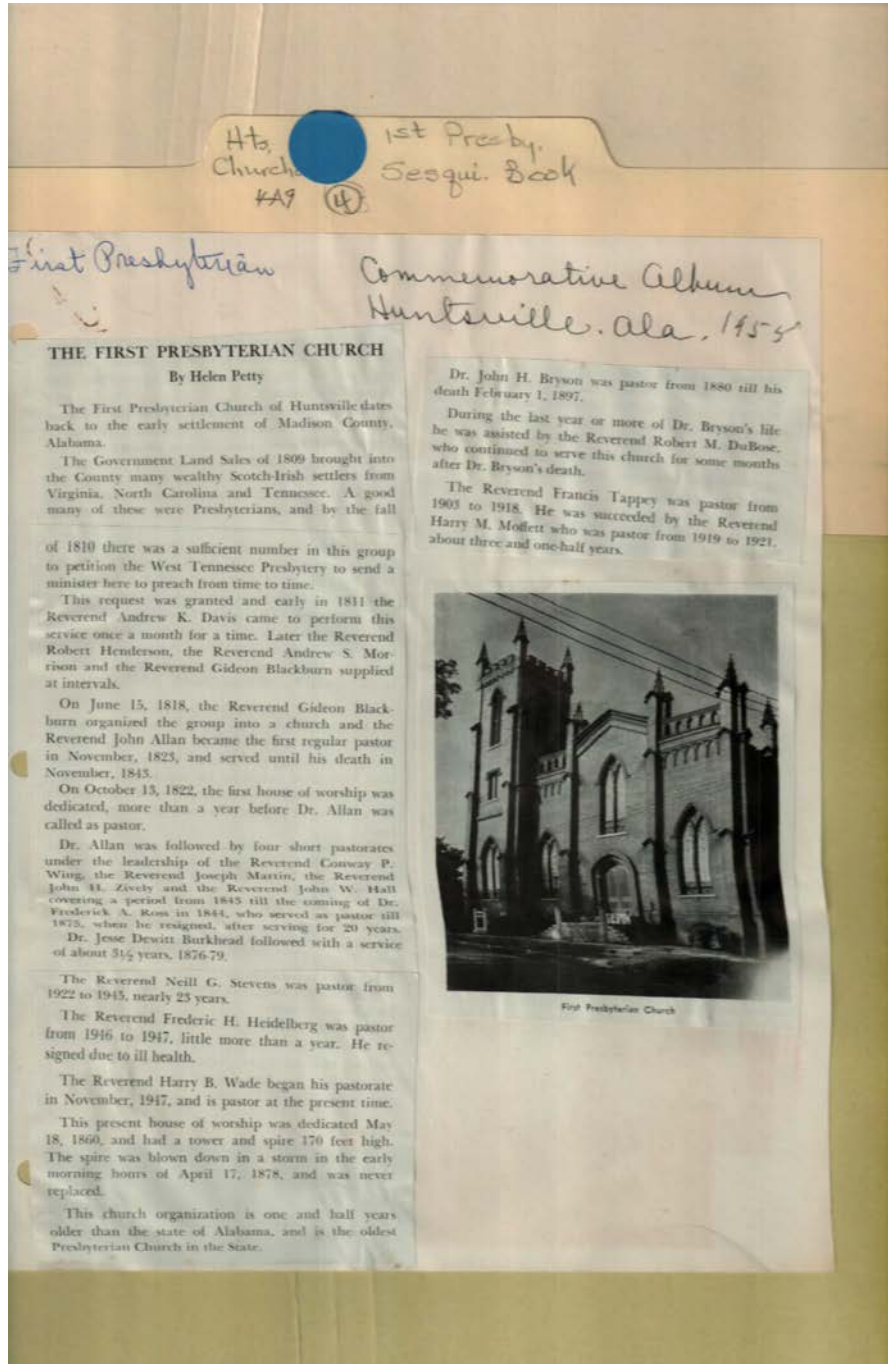 Hts,
Church
KA9 4
1st Presby.
Sesqui. Book
First Presbyterian
Commemorative Album
Huntsville. Ala.
THE FIRST PRESBYTERIAN CHURCH
By Helen Petty
The First Presbyterian Church of Huntsville dates
back to the early settlement of Madison County,
Alabama.
The Government Land Sales of 1809 brought into
the County many wealthy Scotch-Irish settlers from
Virginia, North Carolina and Tennessee. A good
many of these were Presbyterians, and by the fall
of 1810 there was a sufficient number in this group
to petition the West Tennessee Presbytery to send a
minister here to preach from time to time.
This request was granted and early in 1811 the
Reverend Andrew K. Davis came to perform this
service once a month for a time. Later the Reverend
Robert Henderson, the Reverend Andrew S. Mor-
rison and the Reverend Gideon Blackburn supplied
at intervals.
On June 15, 1818, the Reverend Gideon Black-
burn organized the group into a church and the
Reverend John Allan became the first regular pastor
in November, 1823, and served until his death in
November, 1843.
On October 13, 1822, the first house of worship was
dedicated, more than a year before Dr. Allan was
called as pastor.
Dr. Allan was followed by four short pastorates
under the leadership of the Reverend Conway P.
Wing, the Reverend Joseph Martin, the Reverend
John H. Zively and the Reverend John W. Hall
covering a period from 1843 till the coming of Dr.
Frederick A. Ross in 1844, who served as pastor till
1875, when he resigned, after serving for 20 years.
Dr. Jesse Dewitt Burkhead followed with a service
of about 3½ years, 1876-79.
The Reverend Neill G. Stevens was pastor from
1922 to 1945, nearly 23 years.
The Reverend Frederic H. Heidelberg was pastor
from 1946 to 1947, little more than a year. He re-
signed due to ill health.
The Reverend Harry B. Wade began his pastorate
in November, 1947, and is pastor at the present time.
This present house of worship was dedicated May
18, 1860, and had a tower and spire 170 feet high.
The spire was blown down in a storm in the early
morning hours of April 17, 1878, and was never
replaced.
This church organization is one and half years
older than the state of Alabama, and is the oldest
Presbyterian Church in the State.
Dr. John H. Bryson was pastor from 1880 till his
death February 1, 1897.
During the last year or more of Dr. Bryson's life
he was assisted by the Reverend Robert M. DuBose,
who continued to serve this church for some months
after Dr. Bryson's death.
The Reverend Francis Tappey was pastor from
1903 to 1918. He was succeeded by the Reverend
Harry M. Moffett who was pastor from 1919 to 1921,
about three and one-half years.
First Presbyterian Church